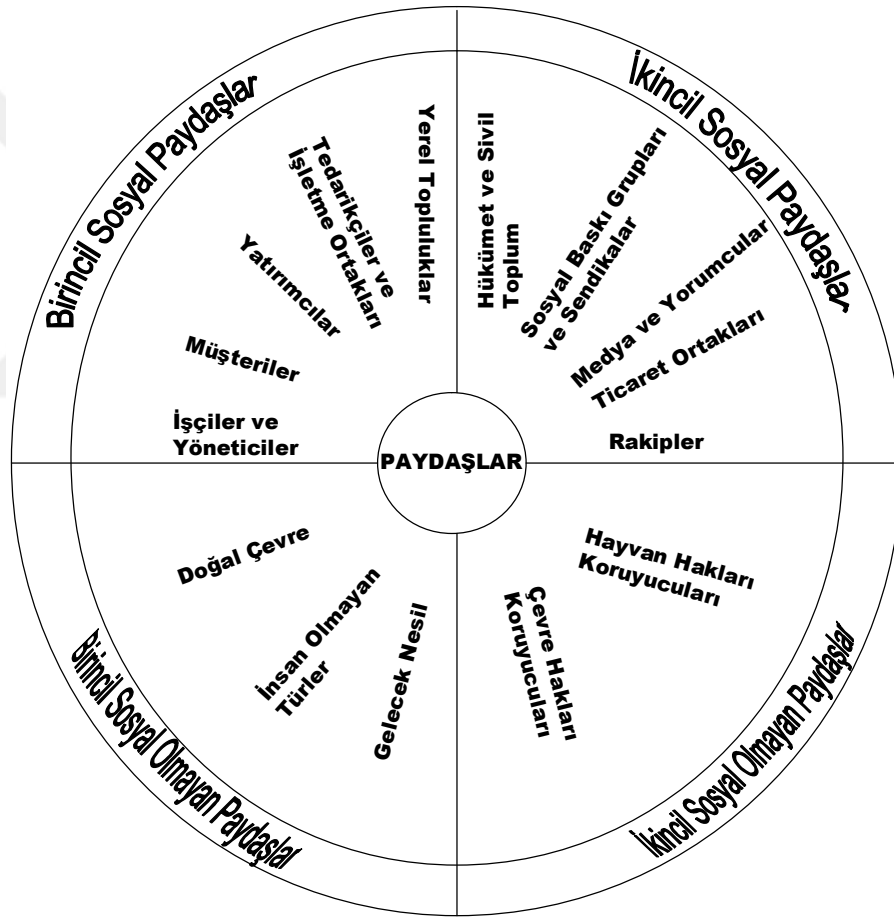 Birincil Sosyal Paydaşlar
Yerel Topluluklar
Tedarikçiler ve
İşletme Ortakları
Yatırımcılar
Müşteriler
İşçiler ve
Yöneticiler
İkincil Sosyal Paydaşlar
Hükümet ve Sivil
Toplum
Sosyal Baskı Grupları
ve Sendikalar
Medya ve Yorumcular
Ticaret Ortakları
Rakipler
PAYDAŞLAR
Birincil Sosyal Olmayan Paydaşlar
Doğal Çevre
İnsan Olmayan
Türler
Gelecek Nesil
İkincil Sosyal Olmayan Paydaşlar
Hayvan Hakları
Koruyucuları
Çevre Hakları
Koruyucuları